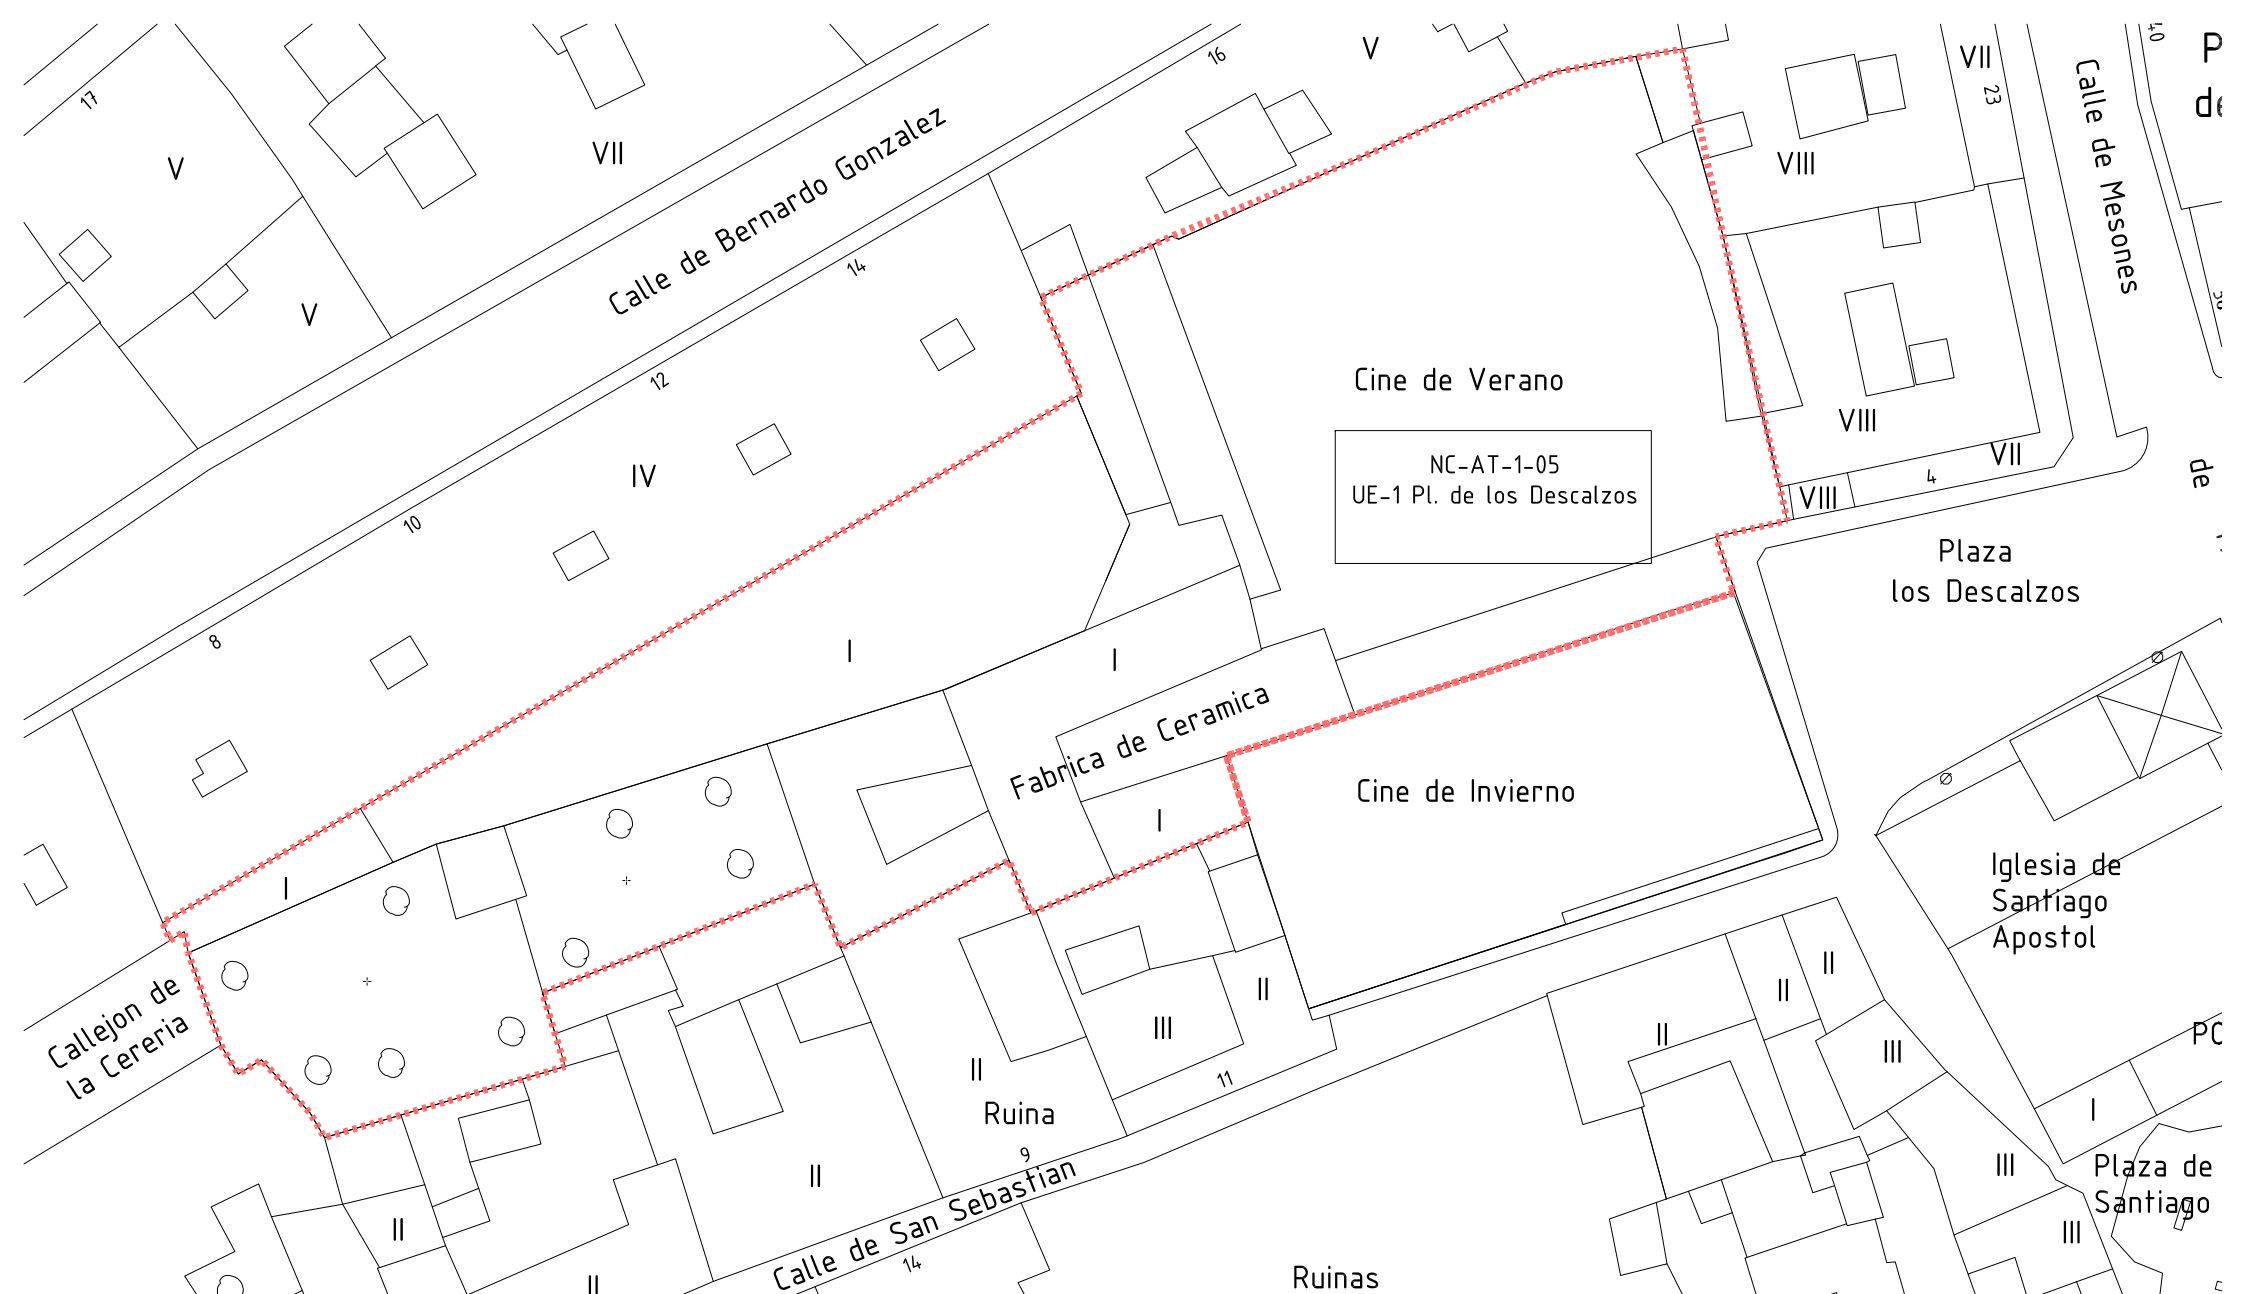 17
V
V
VII
16
V
VII
23
Calle de Mesones
40
VIII
Calle de Bernardo Gonzalez
14
12
10
8
IV
Cine de Verano
NC-AT-1-05
UE-1 Pl. de los Descalzos
VIII
VII
VIII
4
de
Plaza
los Descalzos
I
I
Fabrica de Ceramica
I
Cine de Invierno
I
Callejon de
la Cereria
Iglesia de
Santiago
Apostol
II
II
II
III
III
II
III
II
Ruina
11
9
Calle de San Sebastian
14
II
II
II
Ruinas
I
III
III
Plaza de
Santiago